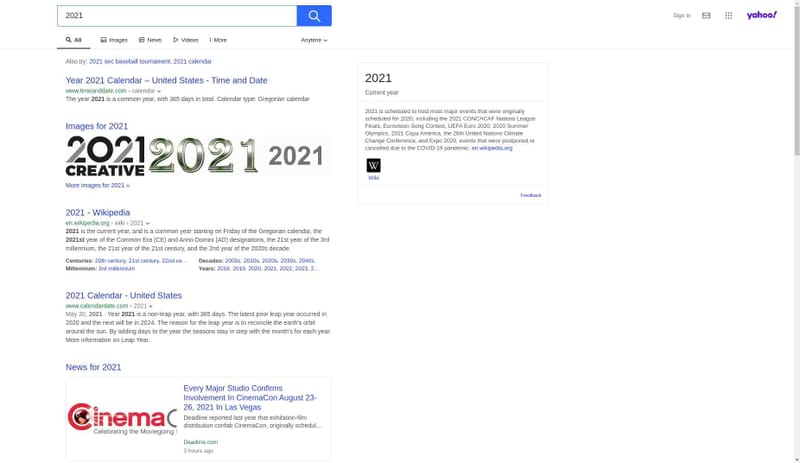 2021
Sign In
yahoo!
All
Images
News
Videos
More
Anytime
Also try: 2021 sec baseball tournament, 2021 calendar
Year 2021 Calendar – United States - Time and Date
www.timeanddate.com › calendar
The year 2021 is a common year, with 365 days in total. Calendar type: Gregorian calendar
Images for 2021
2021
CREATIVE
2021
2021
More images for 2021 »
2021 - Wikipedia
en.wikipedia.org › wiki › 2021
2021 is the current year, and is a common year starting on Friday of the Gregorian calendar, the
2021st year of the Common Era (CE) and Anno Domini (AD) designations, the 21st year of the 3rd
millennium, the 21st year of the 21st century, and the 2nd year of the 2020s decade.
Centuries: 20th century, 21st century, 22nd ce...
Decades: 2000s, 2010s, 2020s, 2030s, 2040s.
Millennium: 3rd millennium
Years: 2018, 2019, 2020, 2021, 2022, 2023, 2...
2021 Calendar - United States
www.calendardate.com › 2021
May 20, 2021 · Year 2021 is a non-leap year, with 365 days. The latest prior leap year occurred in
2020 and the next will be in 2024. The reason for the leap year is to reconcile the earth's orbit
around the sun. By adding days to the year the seasons stay in step with the month's for each year.
More information on Leap Year.
News for 2021
CinemaC
Celebrating the Moviegoing
Every Major Studio Confirms
Involvement In CinemaCon August 23-
26, 2021 In Las Vegas
Deadline reported last year that exhibition-film
distribution confab CinemaCon, originally schedul...
Deadline.com
3 hours ago
2021
Current year
2021 is scheduled to host most major events that were originally
scheduled for 2020, including the 2021 CONCACAF Nations League
Finals, Eurovision Song Contest, UEFA Euro 2020, 2020 Summer
Olympics, 2021 Copa América, the 26th United Nations Climate
Change Conference, and Expo 2020, events that were postponed or
cancelled due to the COVID-19 pandemic. en.wikipedia.org
W
Wiki
Feedback